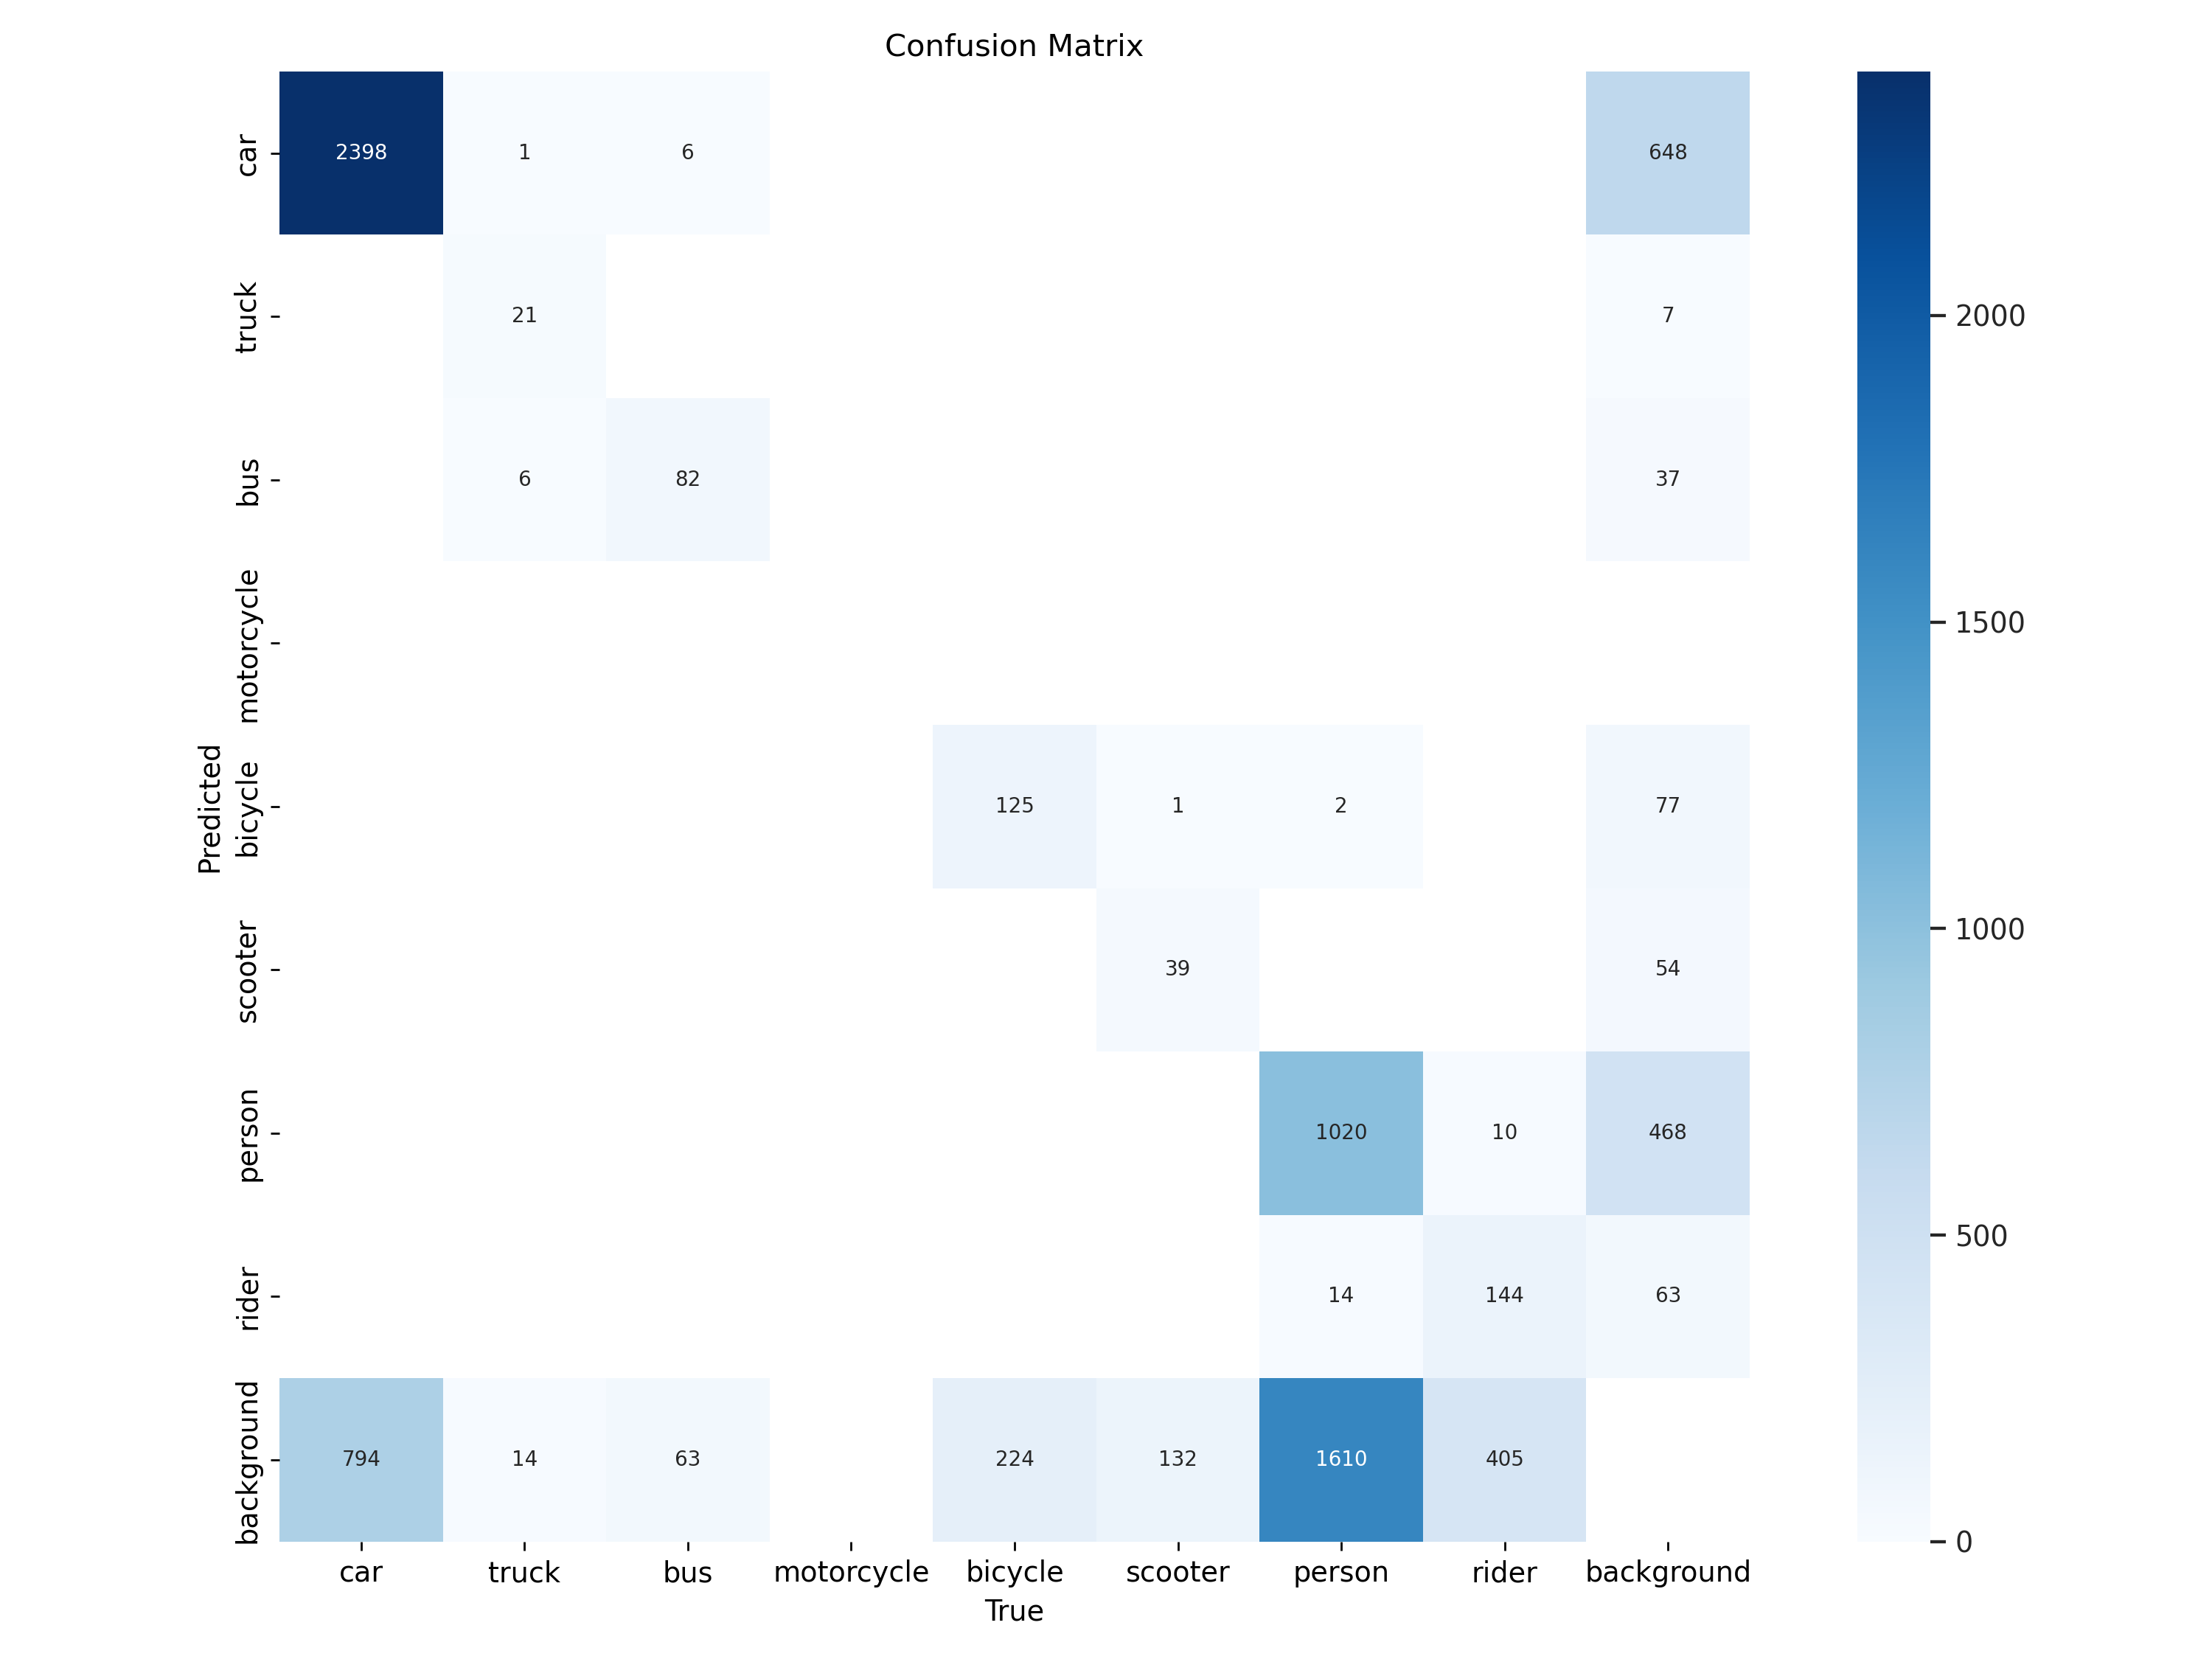 Confusion Matrix
car
2398
1
6
648
truck
21
7
bus
6
82
37
motorcycle
bicycle
125
1
2
77
scooter
39
54
person
1020
10
468
rider
14
144
63
background
794
14
63
224
132
1610
405
Predicted
car
truck
bus
motorcycle
bicycle
scooter
person
rider
background
True
2000
1500
1000
500
0